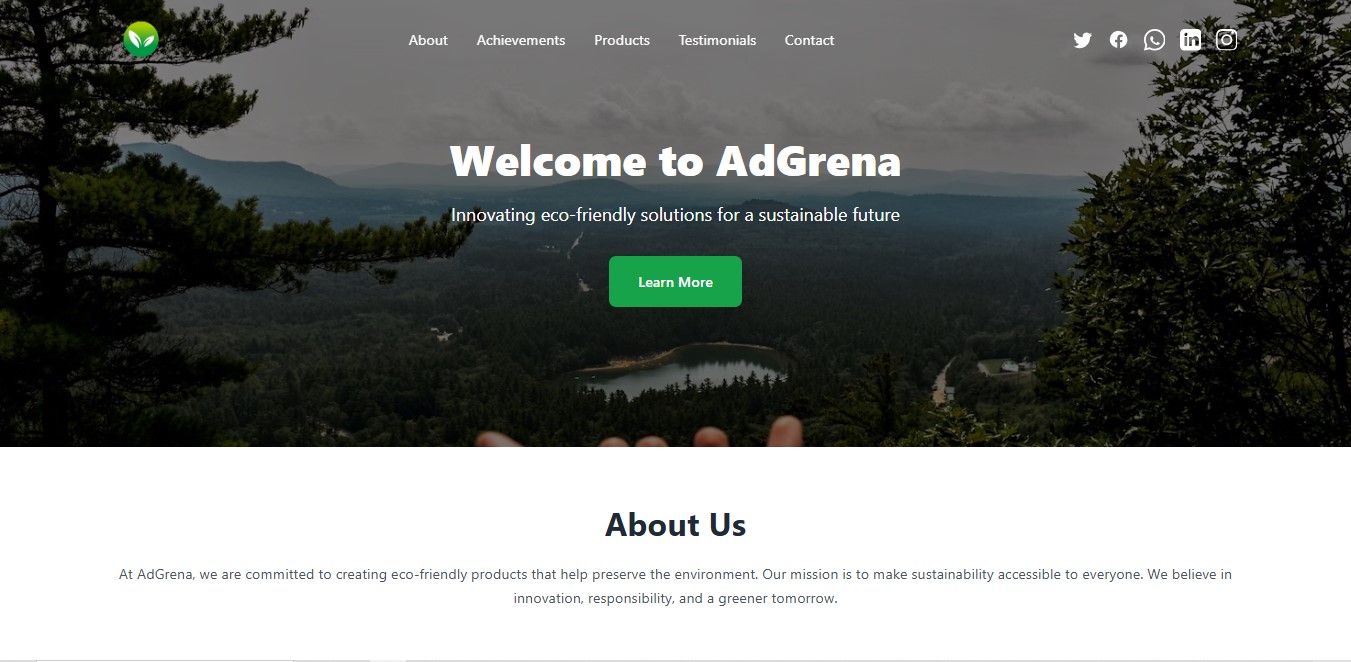 About Achievements Products Testimonials Contact
Welcome to AdGrena
Innovating eco-friendly solutions for a sustainable future
Learn More
About Us
At AdGrena, we are committed to creating eco-friendly products that help preserve the environment. Our mission is to make sustainability accessible to everyone. We believe in
innovation, responsibility, and a greener tomorrow.